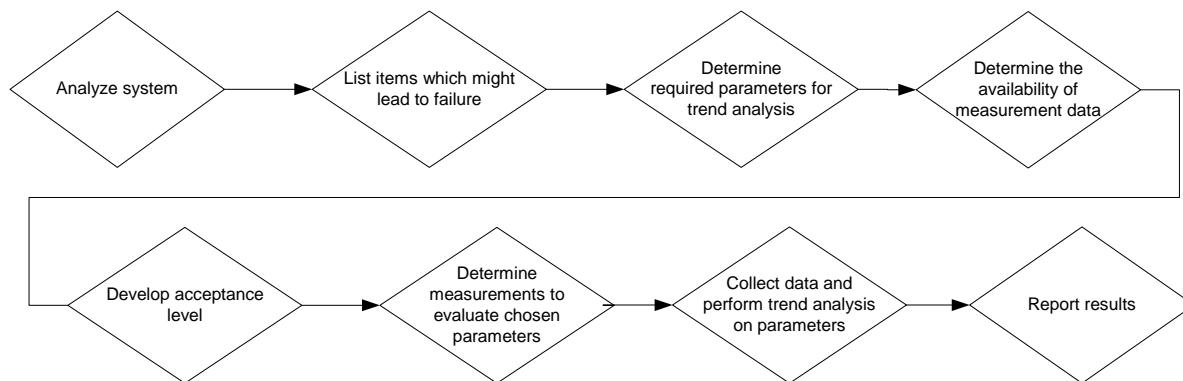 Analyze system
List items which might
lead to failure
Determine
required parameters for
trend analysis
Determine the
availability of
measurement data
Develop acceptance
level
Determine
measurements to
evaluate chosen
parameters
Collect data and
perform trend analysis
on parameters
Report results